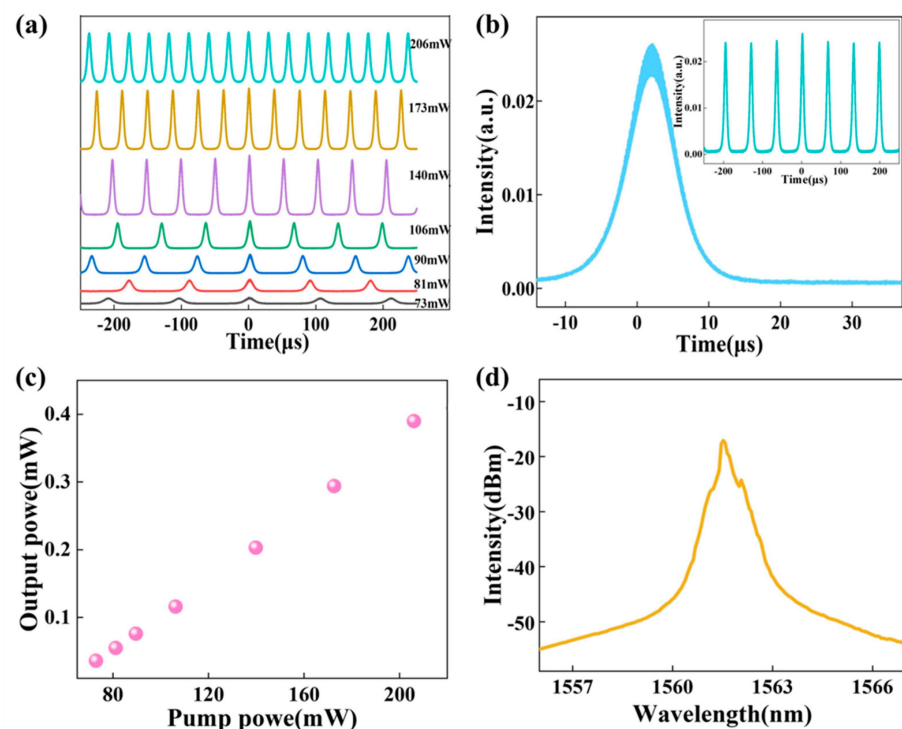 (a)
206mW
173mW
140mW
106mW
90mW
81mW
73mW
-200 -100 0 100 200
Time(μs)
(b)
Intensity(a.u.)
0.02
0.01
0.00
-10 0 10 20 30
Time(μs)
Intensity(a.u.)
0.02
0.01
0.00
-200 -100 0 100 200
Time(μs)
(c)
Output powe(mW)
0.4
0.3
0.2
0.1
80 120 160 200
Pump powe(mW)
(d)
Intensity(dBm)
-10
-20
-30
-40
-50
1557 1560 1563 1566
Wavelength(nm)